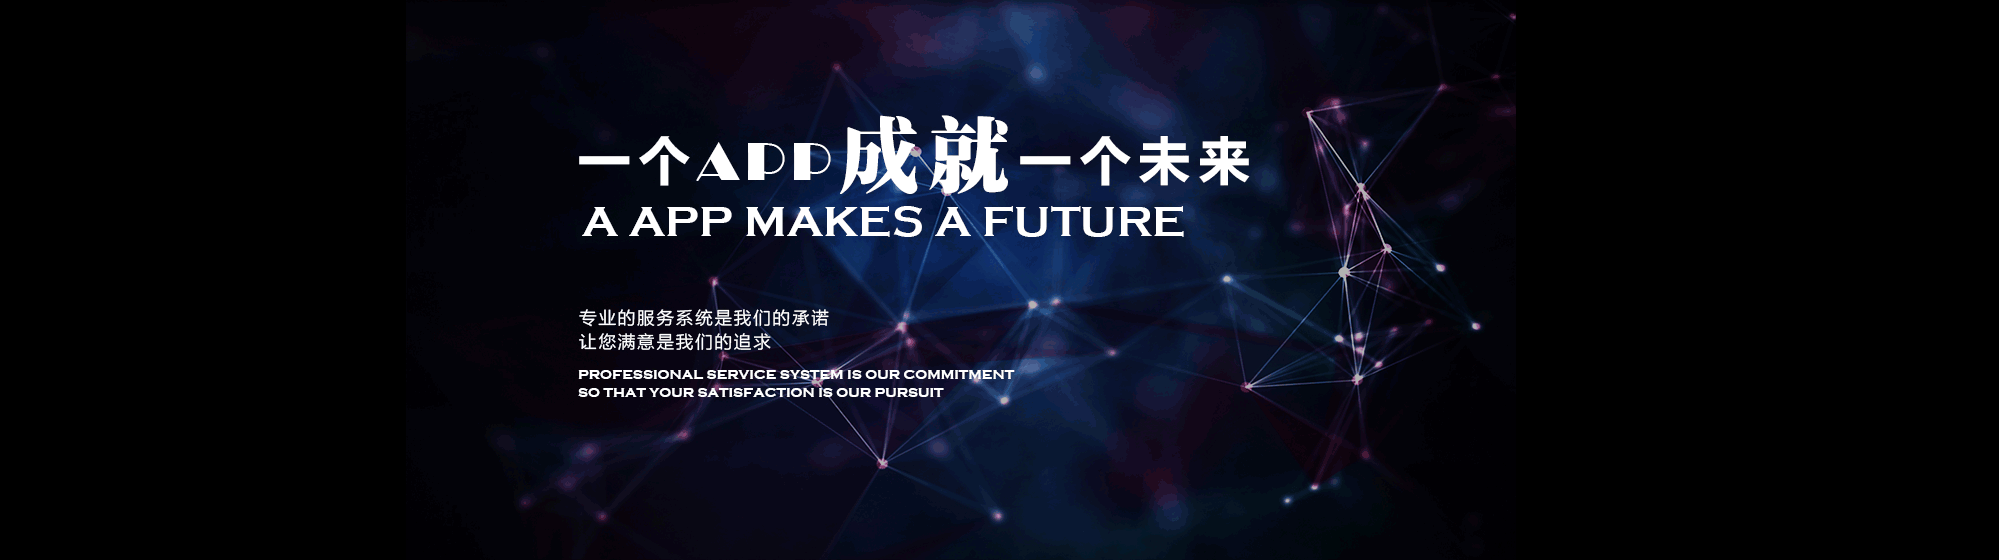 一个APP成就一个未来
A APP MAKES A FUTURE
专业的服务系统是我们的承诺
让您满意是我们的追求
PROFESSIONAL SERVICE SYSTEM IS OUR COMMITMENT
SO THAT YOUR SATISFACTION IS OUR PURSUIT